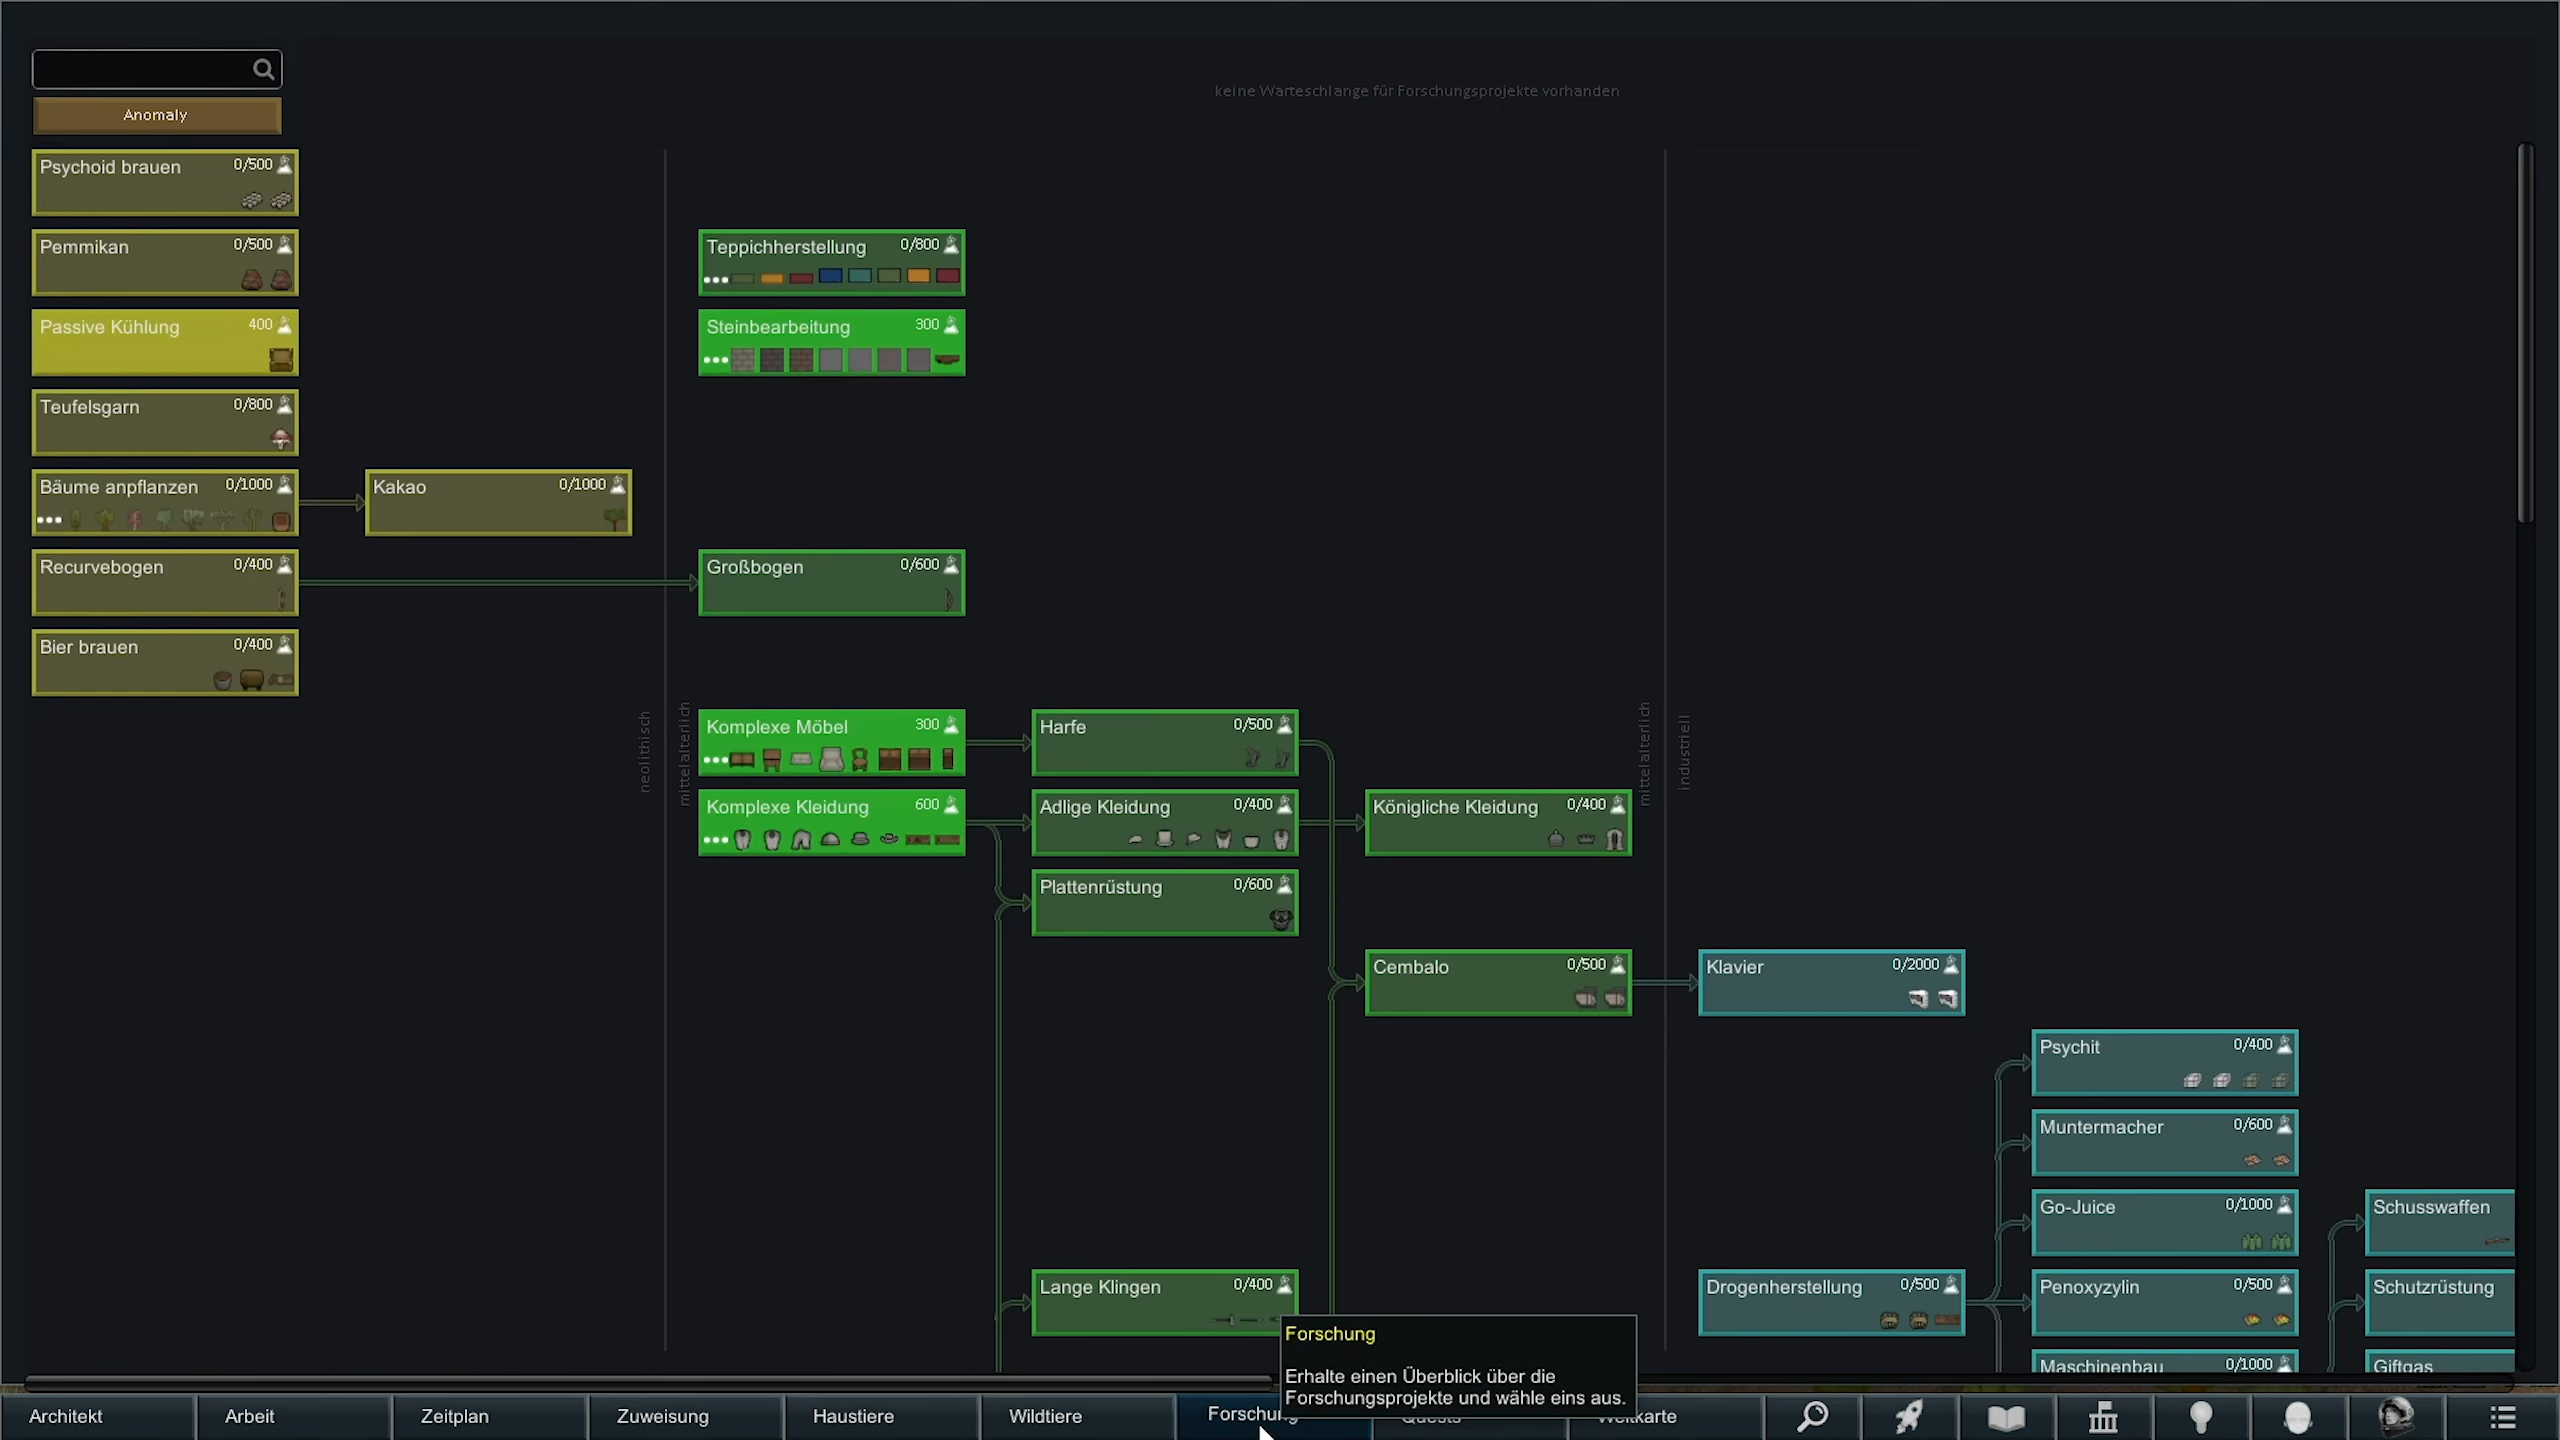 keine Warteschlange für Forschungsprojekte vorhanden
Anomaly
Psychoid brauen 0/500
Pemmikan 0/500
Teppichherstellung 0/800
Passive Kühlung 400
Steinbearbeitung 300
Teufelsgarn 0/800
Bäume anpflanzen 0/1000
Kakao 0/1000
Recurvebogen 0/400
Großbogen 0/600
Bier brauen 0/400
neolithisch
mittelalterlich
mittelalterlich
industriell
Komplexe Möbel 300
Harfe 0/500
Komplexe Kleidung 600
Adlige Kleidung 0/400
Königliche Kleidung 0/400
Plattenrüstung 0/600
Cembalo 0/500
Klavier 0/2000
Psychit 0/400
Muntermacher 0/600
Go-Juice 0/1000
Schusswaffen
Lange Klingen 0/400
Drogenherstellung 0/500
Penoxyzylin 0/500
Schutzrüstung
Maschinenbau 0/1000
Giftgas
Forschung
Erhalte einen Überblick über die
Forschungsprojekte und wähle eins aus.
Architekt
Arbeit
Zeitplan
Zuweisung
Haustiere
Wildtiere
Forschung
Quests
Weltkarte